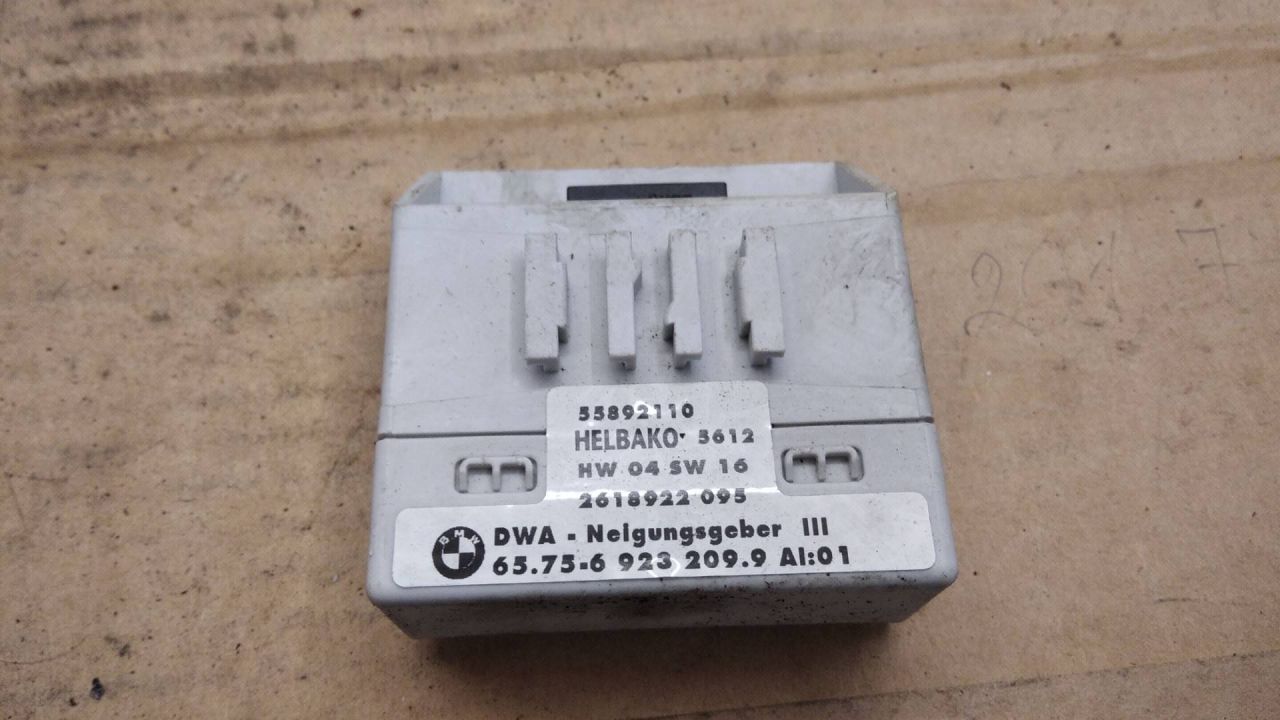 55892110
HELBAKO 5612
HW 04 SW 16
2618922 095
BMW
DWA - Neigungsgeber III
65.75-6 923 209.9 AI:01